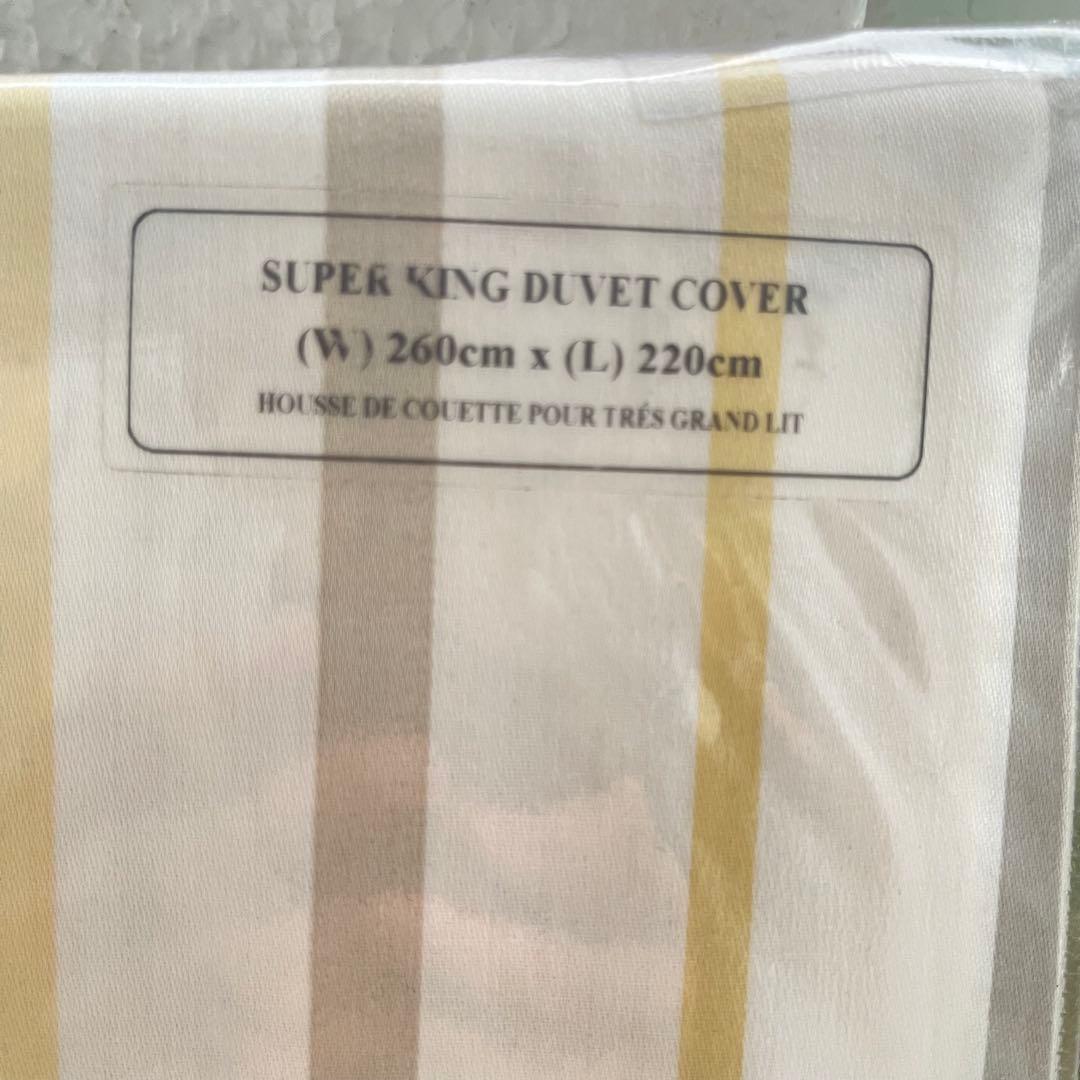 SUPER KING DUVET COVER
(W) 260cm x (L) 220cm
HOUSSE DE COUETTE POUR TRÉS GRAND LIT